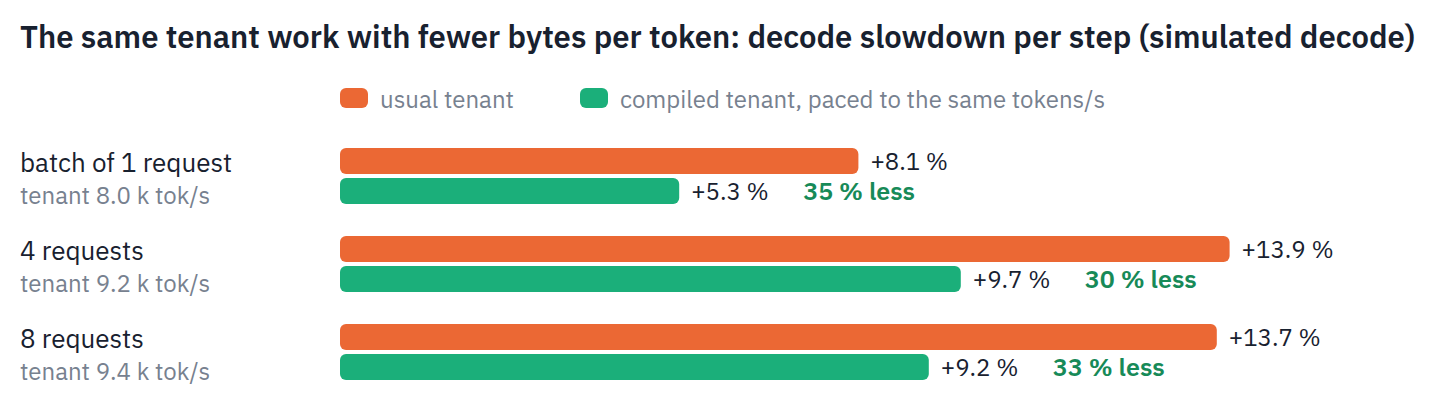 The same tenant work with fewer bytes per token: decode slowdown per step (simulated decode)
usual tenant compiled tenant, paced to the same tokens/s
batch of 1 request +8.1 %
tenant 8.0 k tok/s +5.3 % 35 % less
4 requests +13.9 %
tenant 9.2 k tok/s +9.7 % 30 % less
8 requests +13.7 %
tenant 9.4 k tok/s +9.2 % 33 % less